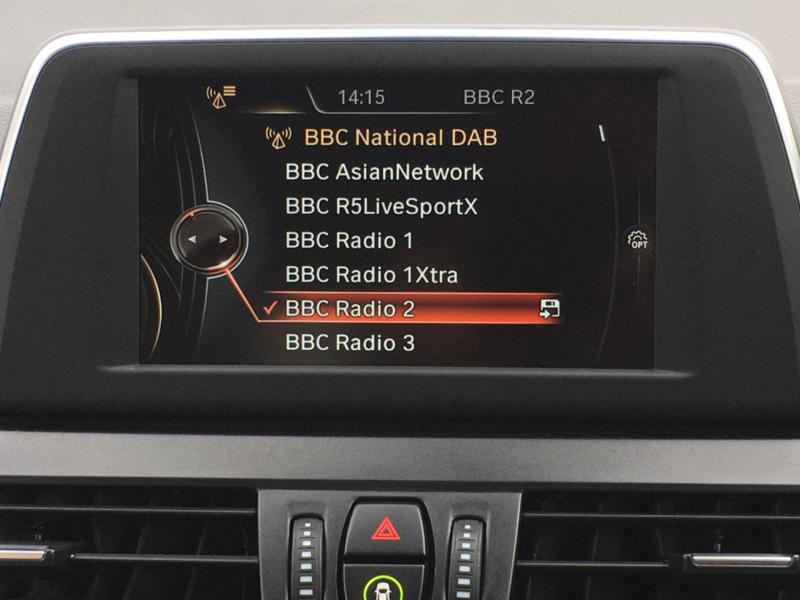 14:15 BBC R2
BBC National DAB
BBC AsianNetwork
BBC R5LiveSportX
BBC Radio 1
BBC Radio 1Xtra
BBC Radio 2
BBC Radio 3
OPT